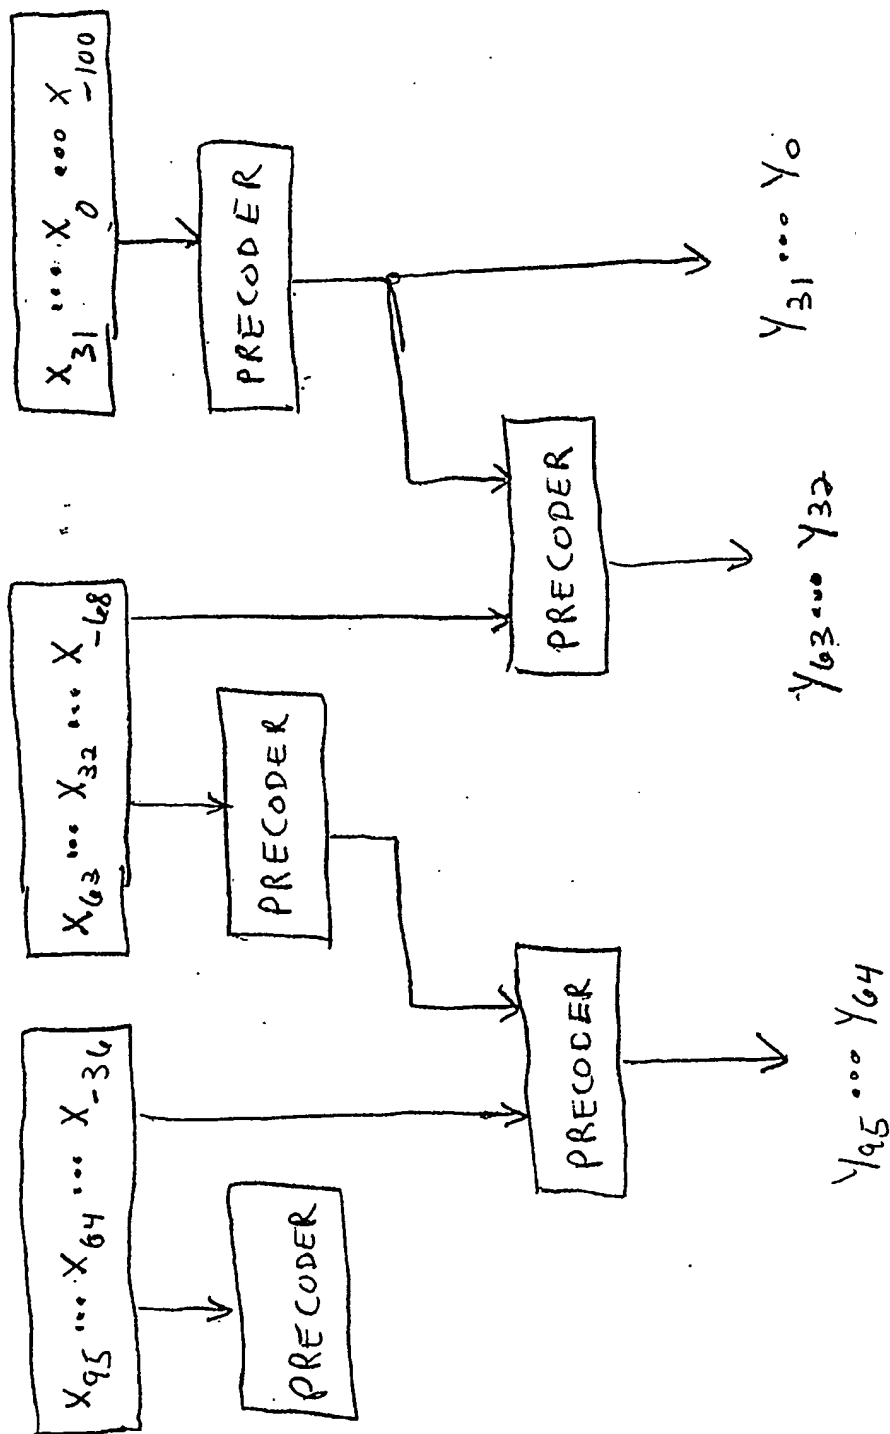 X95 ... X64 ... X-36
X63 ... X32 ... X-68
X31 ... X0 ... X-100
PRECODER
PRECODER
PRECODER
PRECODER
PRECODER
Y95 ... Y64
Y63 ... Y32
Y31 ... Y0